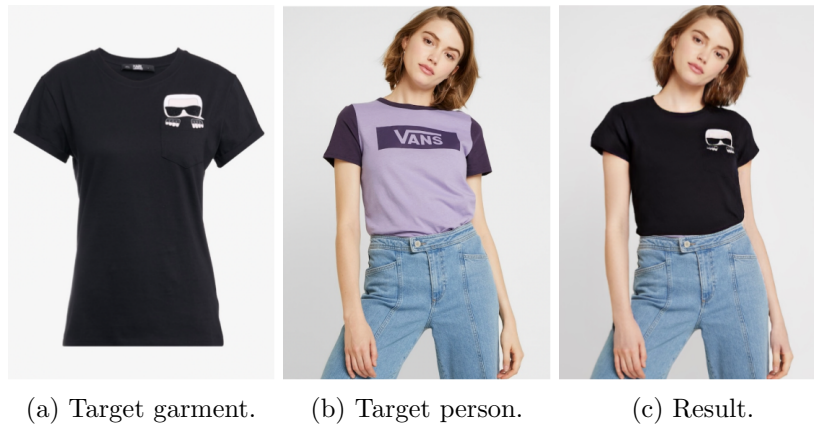 VANS
(a) Target garment.
(b) Target person.
(c) Result.